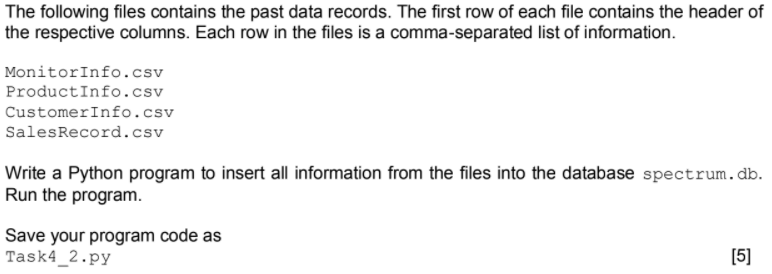 The following files contains the past data records. The first row of each file contains the header of
the respective columns. Each row in the files is a comma-separated list of information.
MonitorInfo.csv
ProductInfo.csv
CustomerInfo.csv
SalesRecord.csv
Write a Python program to insert all information from the files into the database spectrum.db.
Run the program.
Save your program code as
Task4_2.py [5]